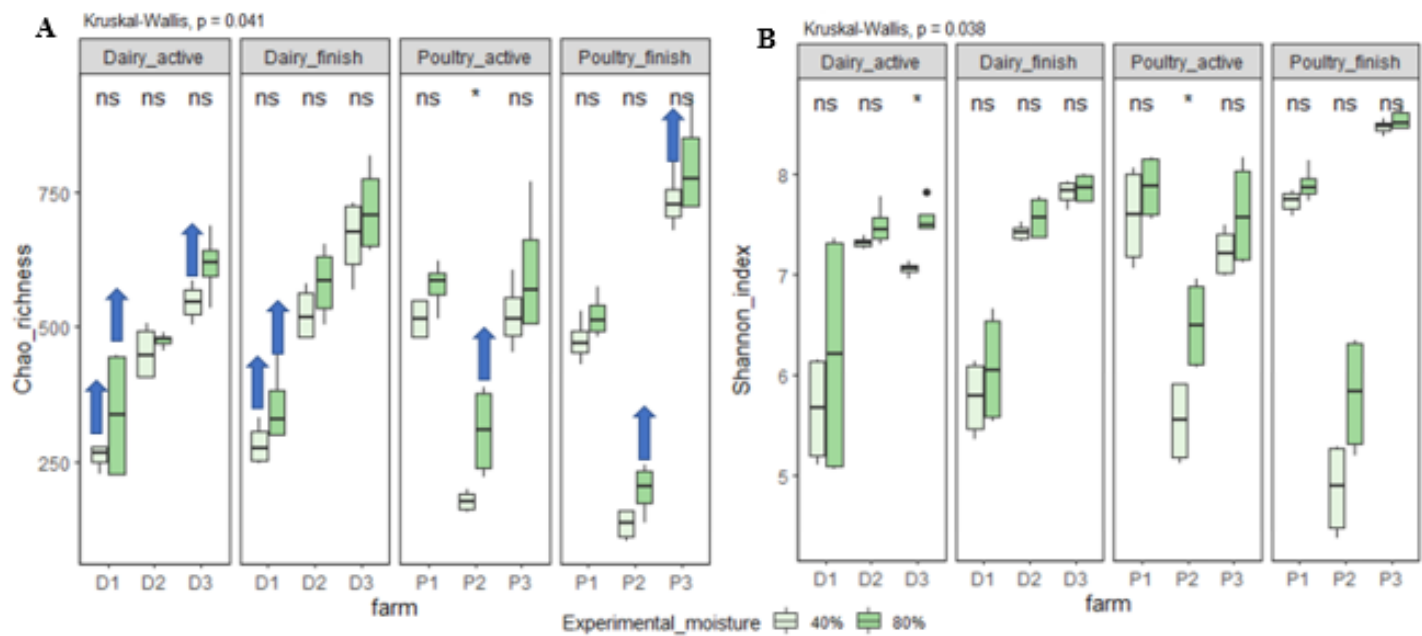 A
Kruskal-Wallis, p = 0.041
Dairy_active Dairy_finish Poultry_active Poultry_finish
ns ns ns ns ns ns ns * ns ns ns ns
Chao_richness
750
500
250
D1 D2 D3 D1 D2 D3 P1 P2 P3 P1 P2 P3
farm
B
Kruskal-Wallis, p = 0.038
Dairy_active Dairy_finish Poultry_active Poultry_finish
ns ns * ns ns ns ns * ns ns ns ns
Shannon_index
8
7
6
5
D1 D2 D3 D1 D2 D3 P1 P2 P3 P1 P2 P3
farm
Experimental_moisture 40% 80%